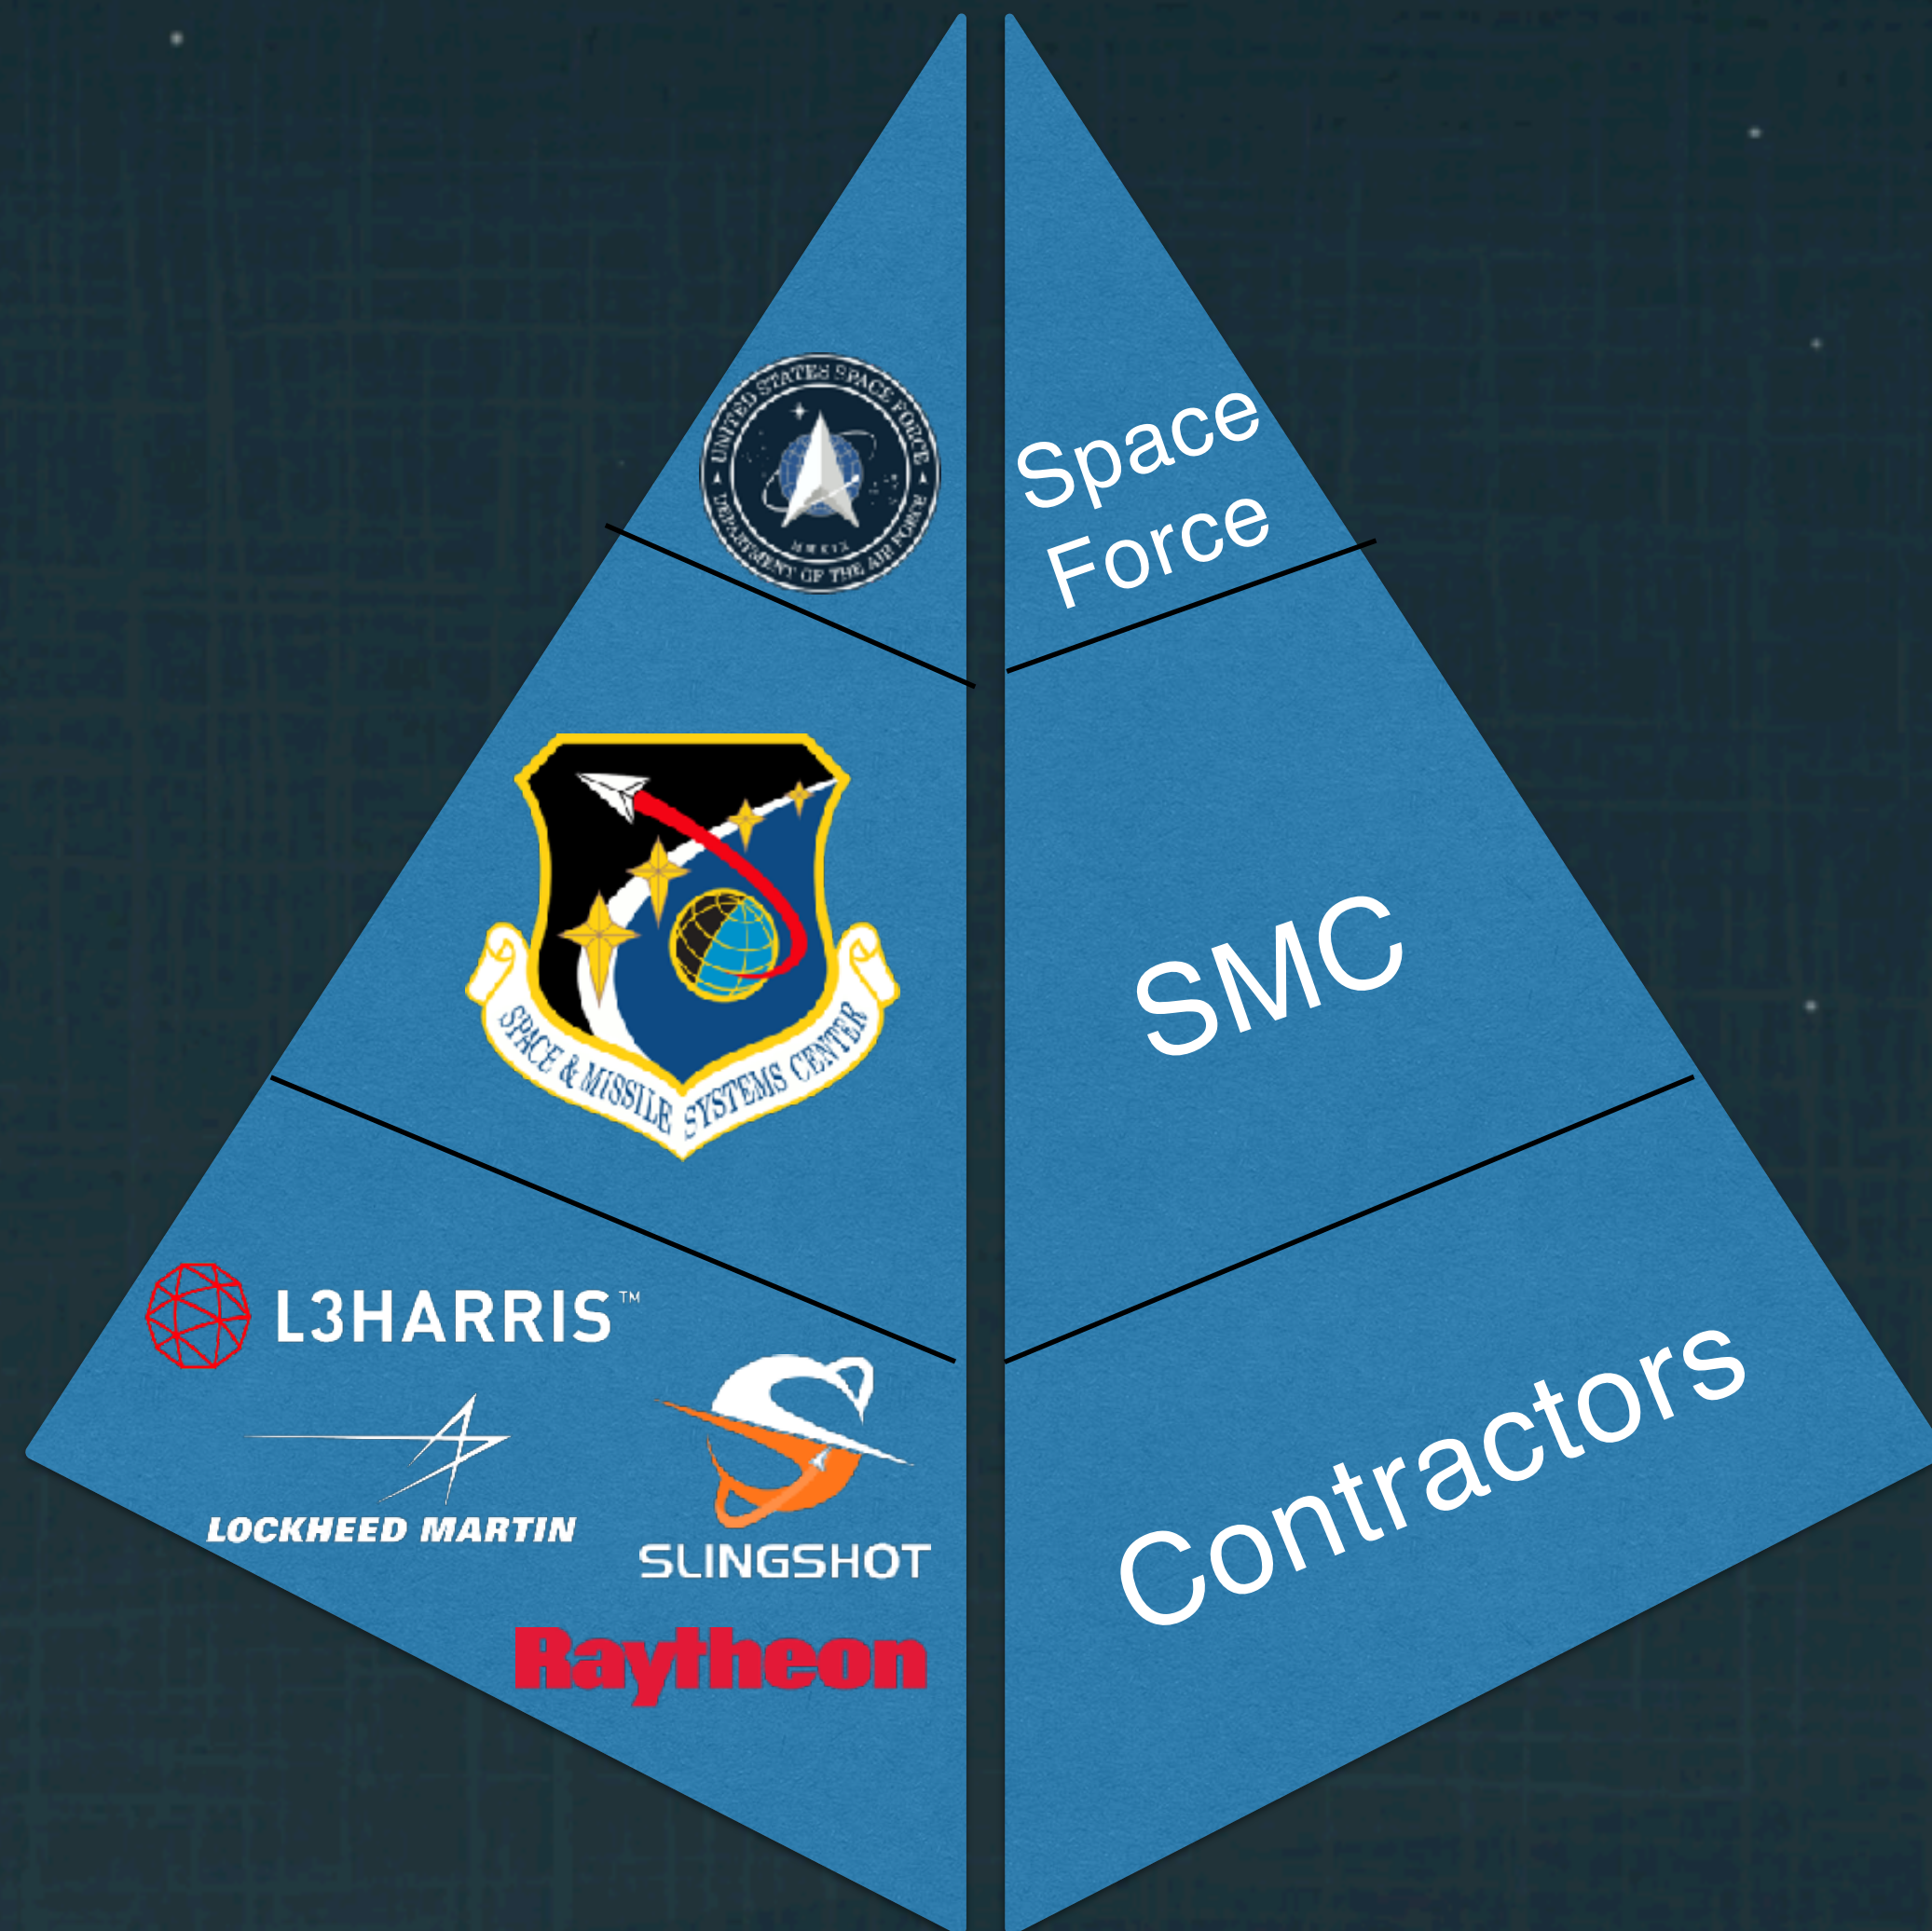 UNITED STATES SPACE FORCE
MMXIX
DEPARTMENT OF THE AIR FORCE
Space
Force
SPACE & MISSILE SYSTEMS CENTER
SMC
L3HARRIS™
LOCKHEED MARTIN
SLINGSHOT
Raytheon
Contractors